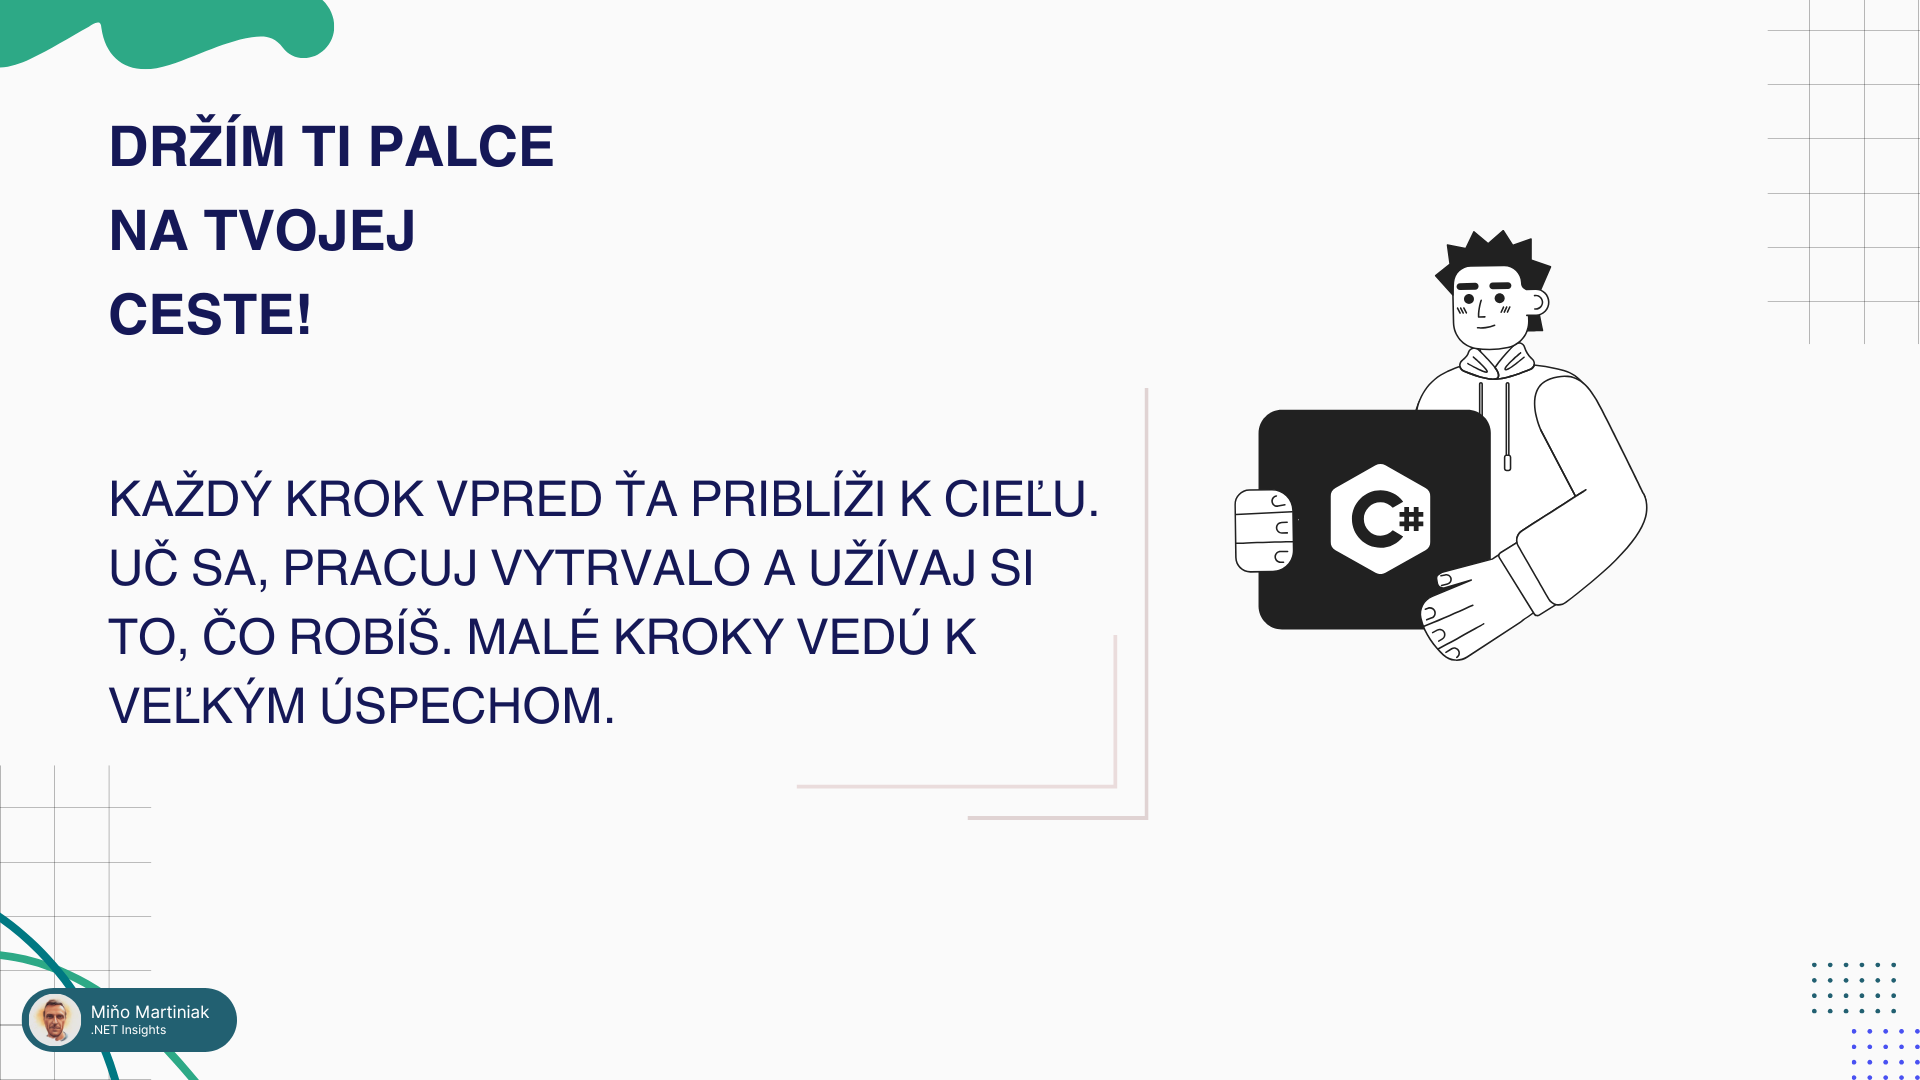 DRŽÍM TI PALCE
NA TVOJEJ
CESTE!
KAŽDÝ KROK VPRED ŤA PRIBLÍŽI K CIEĽU.
UČ SA, PRACUJ VYTRVALO A UŽÍVAJ SI
TO, ČO ROBÍŠ. MALÉ KROKY VEDÚ K
VEĽKÝM ÚSPECHOM.
C#
Miňo Martiniak
.NET Insights